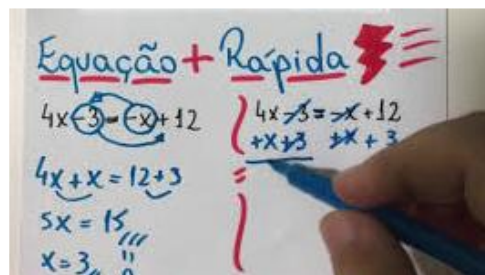 Equação + Rápida
4x - 3 = -x + 12
4x + x = 12 + 3
5x = 15
x = 3
4x - 3 = -x + 12
+x + 3 +x + 3
=